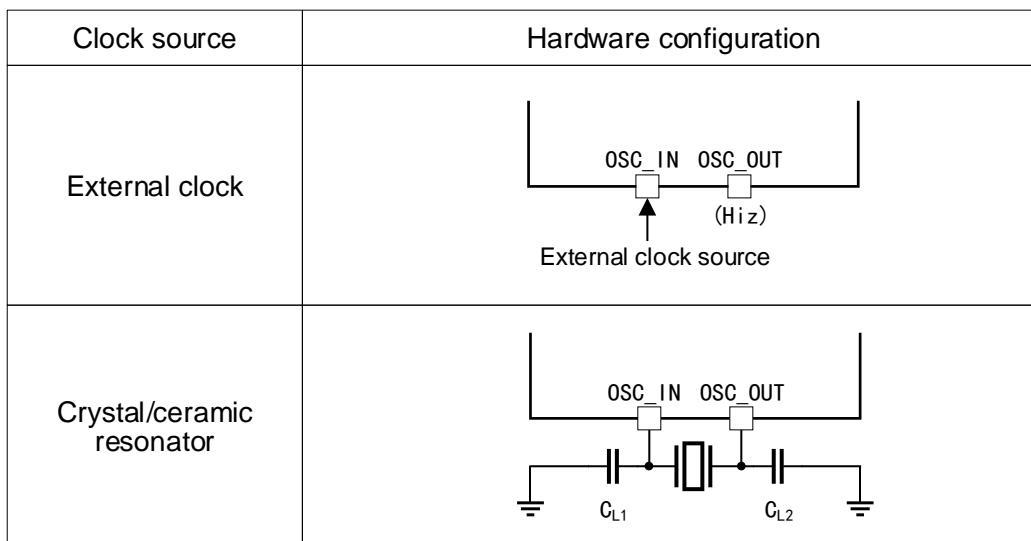 Clock source
Hardware configuration
External clock
OSC_IN OSC_OUT
(Hiz)
External clock source
Crystal/ceramic
resonator
OSC_IN OSC_OUT
CL1
CL2